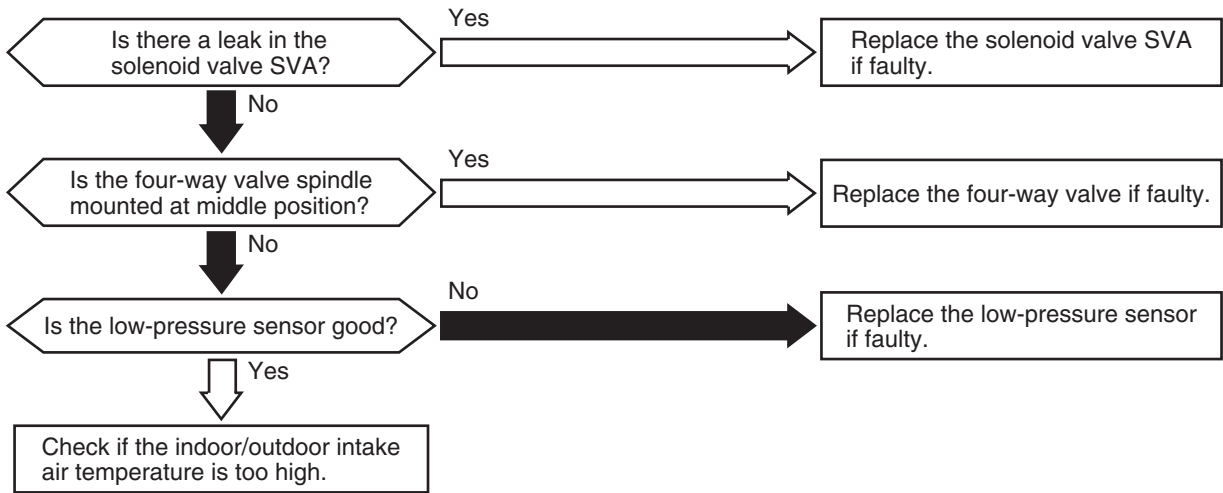 Is there a leak in the
solenoid valve SVA?
Yes
Replace the solenoid valve SVA
if faulty.
No
Is the four-way valve spindle
mounted at middle position?
Yes
Replace the four-way valve if faulty.
No
Is the low-pressure sensor good?
No
Replace the low-pressure sensor
if faulty.
Yes
Check if the indoor/outdoor intake
air temperature is too high.